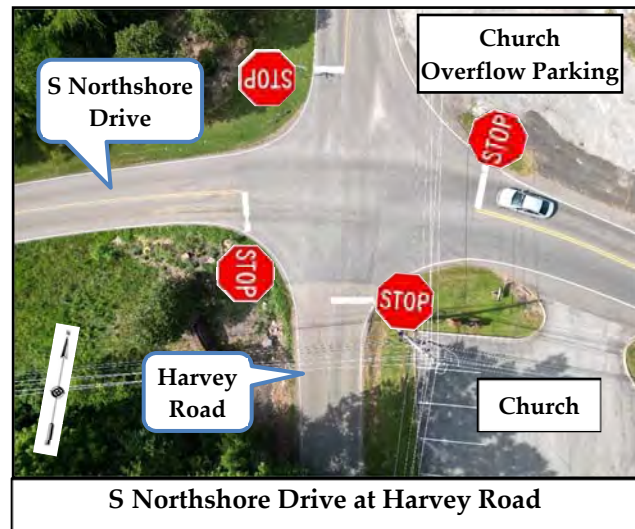 STOP
Church
Overflow Parking
S Northshore
Drive
STOP
STOP
STOP
Harvey
Road
Church
S Northshore Drive at Harvey Road